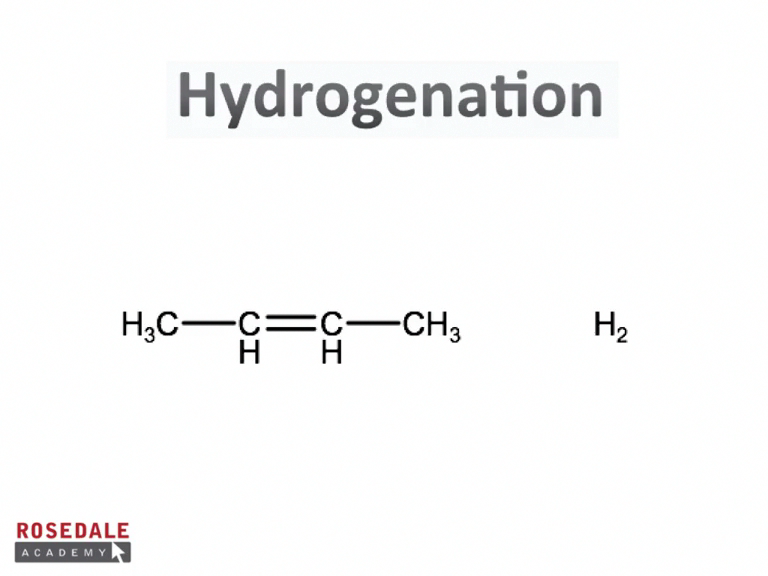 Hydrogenation
H₃C—C=C—CH₃ H₂
H H
ROSEDALE
ACADEMY